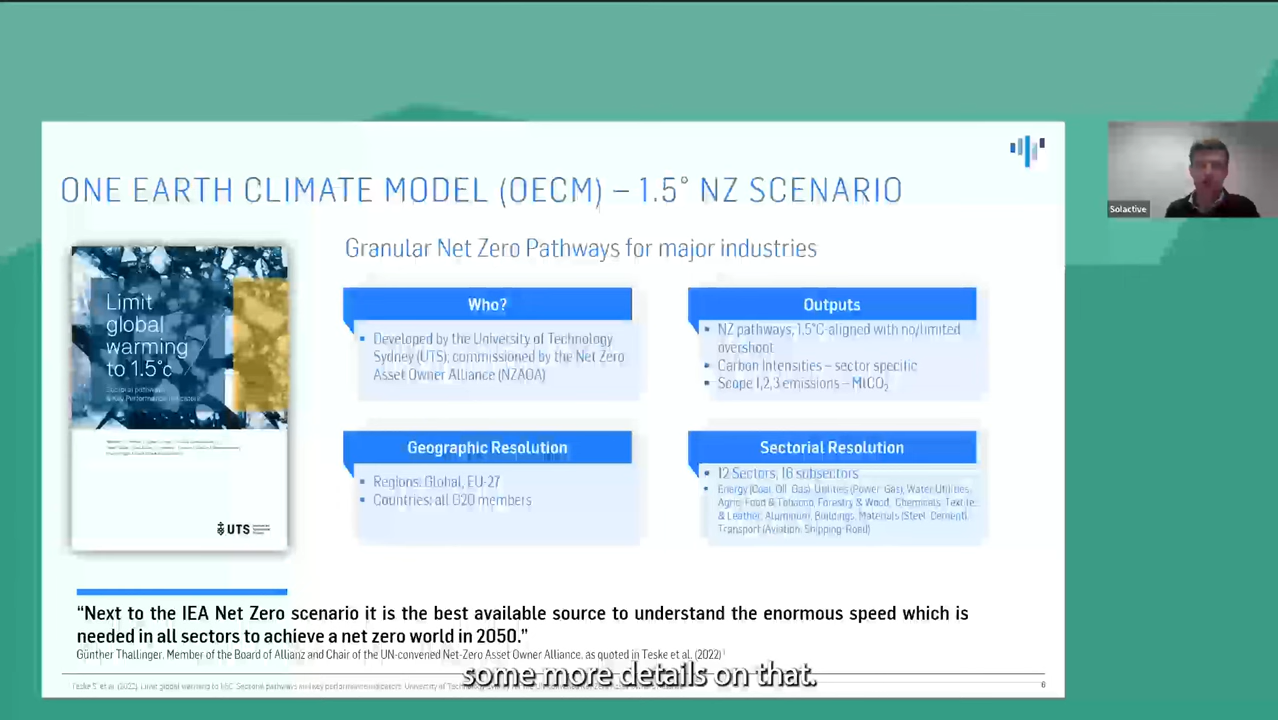 ONE EARTH CLIMATE MODEL (OECM) – 1.5° NZ SCENARIO
Solactive
Granular Net Zero Pathways for major industries
Limit
global
warming
to 1.5°c
Who?
▪ Developed by the University of Technology
Sydney (UTS); commissioned by the Net Zero
Asset Owner Alliance (NZAOA)
Outputs
▪ NZ pathways, 1.5°C-aligned with no/limited
overshoot
▪ Carbon Intensities – sector specific
▪ Scope 1,2,3 emissions – MtCO₂
Geographic Resolution
▪ Regions: Global, EU-27
▪ Countries: all G20 members
Sectorial Resolution
▪ 12 Sectors, 16 subsectors
▪ Energy (Coal, Oil, Gas), Utilities (Power, Gas), Water Utilities,
Agric. Food & Tobacco, Forestry & Wood, Chemicals, Textile
& Leather, Aluminum, Buildings, Materials (Steel, Cement),
Transport (Aviation, Shipping, Road)
UTS
“Next to the IEA Net Zero scenario it is the best available source to understand the enormous speed which is
needed in all sectors to achieve a net zero world in 2050.”
Günther Thallinger, Member of the Board of Allianz and Chair of the UN-convened Net-Zero Asset Owner Alliance, as quoted in Teske et al. (2022)
some more details on that.
6